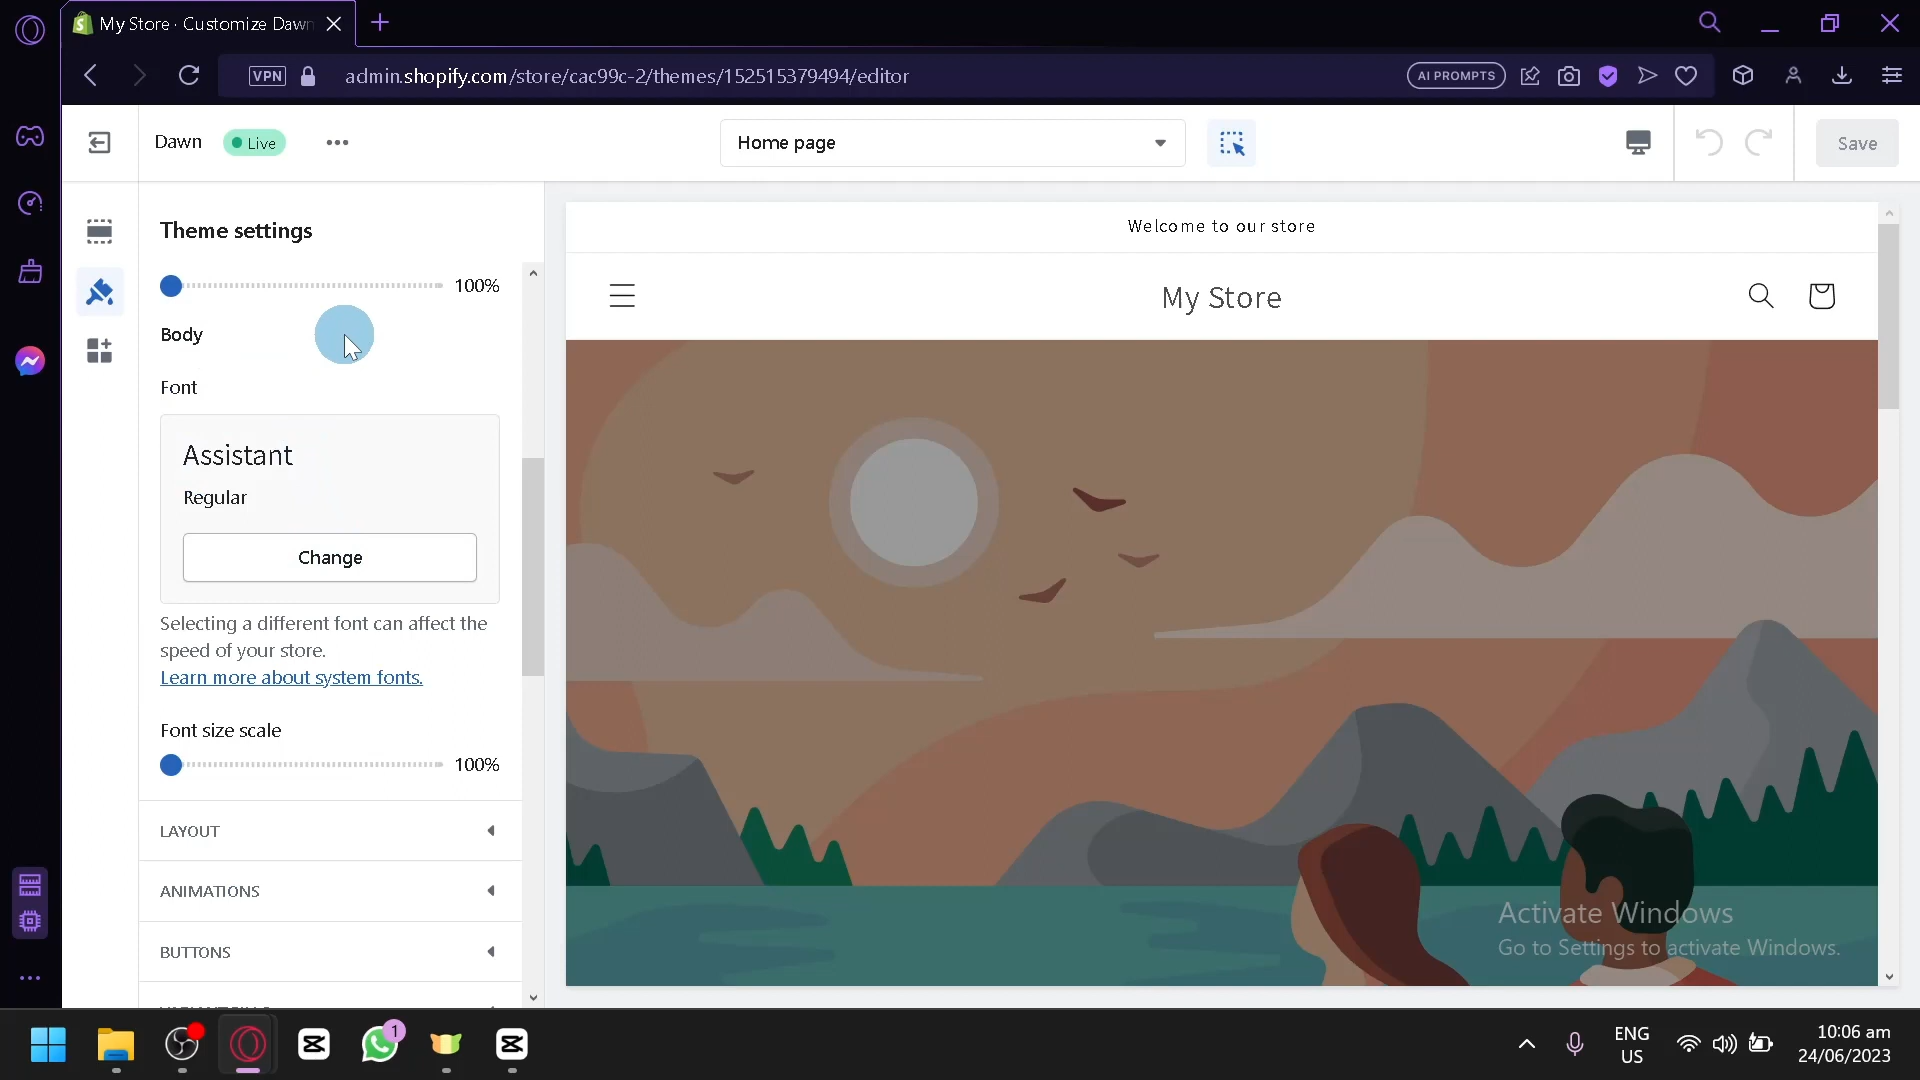 My Store · Customize Dawn
VPN
admin.shopify.com/store/cac99c-2/themes/152515379494/editor
AI PROMPTS
Dawn
Live
Home page
Save
Theme settings
100%
Body
Font
Assistant
Regular
Change
Selecting a different font can affect the
speed of your store.
Learn more about system fonts.
Font size scale
100%
LAYOUT
ANIMATIONS
BUTTONS
Welcome to our store
My Store
Activate Windows
Go to Settings to activate Windows.
1
ENG
US
10:06 am
24/06/2023